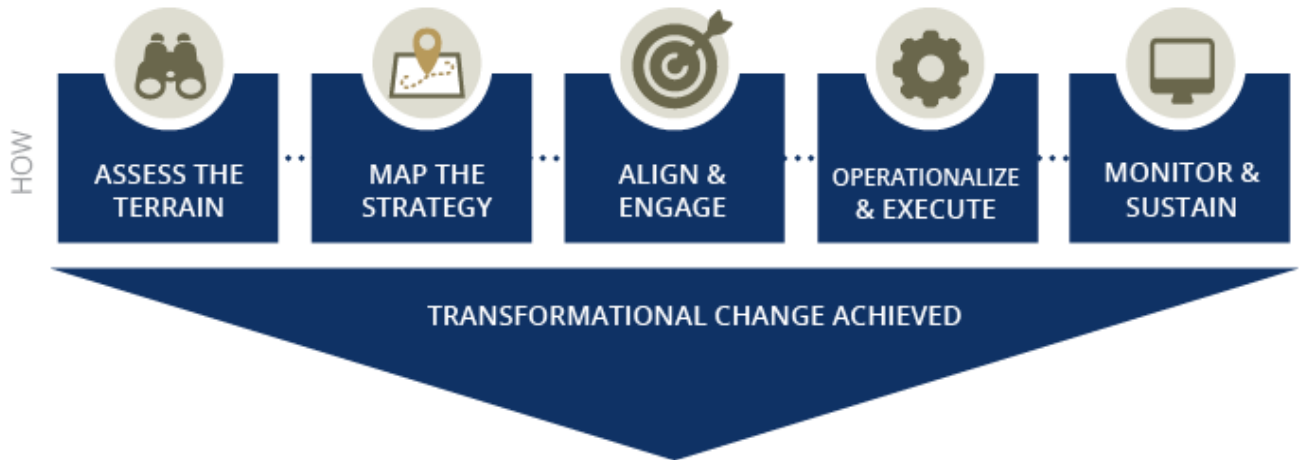 HOW
ASSESS THE
TERRAIN
MAP THE
STRATEGY
ALIGN &
ENGAGE
OPERATIONALIZE
& EXECUTE
MONITOR &
SUSTAIN
TRANSFORMATIONAL CHANGE ACHIEVED